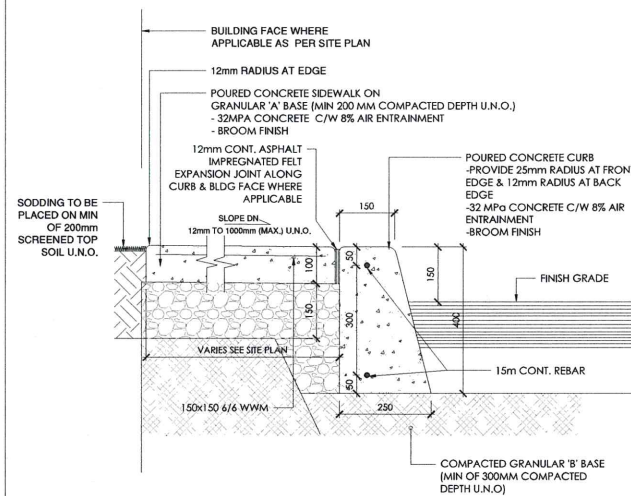 BUILDING FACE WHERE
APPLICABLE AS PER SITE PLAN
12mm RADIUS AT EDGE
POURED CONCRETE SIDEWALK ON
GRANULAR 'A' BASE (MIN 200 MM COMPACTED DEPTH U.N.O.)
- 32MPA CONCRETE C/W 8% AIR ENTRAINMENT
- BROOM FINISH
12mm CONT. ASPHALT
IMPREGNATED FELT
EXPANSION JOINT ALONG
CURB & BLDG FACE WHERE
APPLICABLE
POURED CONCRETE CURB
-PROVIDE 25mm RADIUS AT FRON
EDGE & 12mm RADIUS AT BACK
EDGE
-32 MPa CONCRETE C/W 8% AIR
ENTRAINMENT
-BROOM FINISH
SODDING TO BE
PLACED ON MIN
OF 200mm
SCREENED TOP
SOIL U.N.O.
SLOPE DN
12mm TO 1000mm (MAX.) U.N.O.
150
100
150
50
300
50
150
400
FINISH GRADE
VARIES SEE SITE PLAN
15m CONT. REBAR
150x150 6/6 WWM
250
COMPACTED GRANULAR 'B' BASE
(MIN OF 300MM COMPACTED
DEPTH U.N.O)